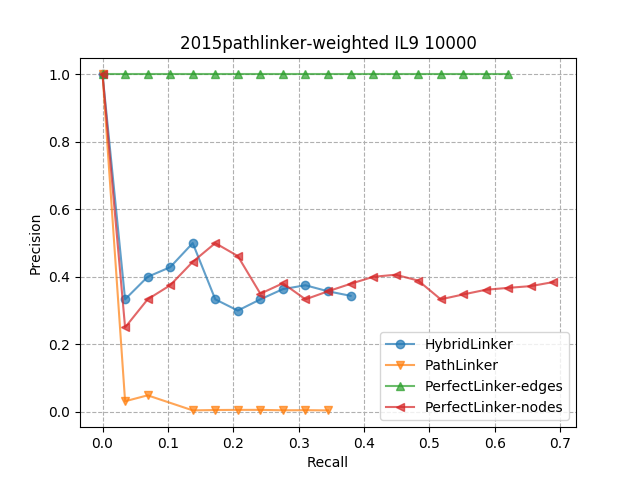 2015pathlinker-weighted IL9 10000
Precision
1.0
0.8
0.6
0.4
0.2
0.0
HybridLinker
PathLinker
PerfectLinker-edges
PerfectLinker-nodes
0.0 0.1 0.2 0.3 0.4 0.5 0.6 0.7
Recall